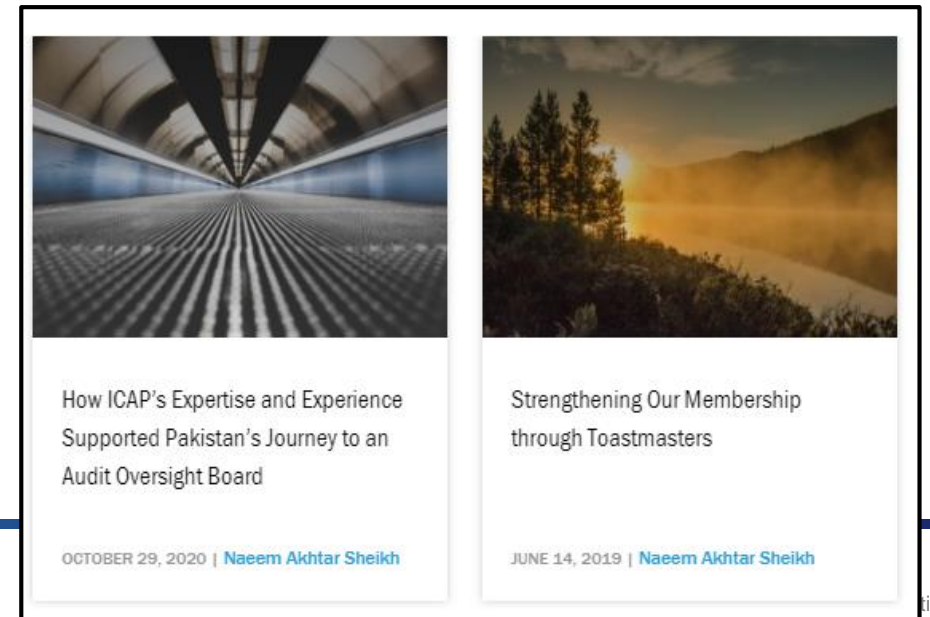 How ICAP's Expertise and Experience
Supported Pakistan's Journey to an
Audit Oversight Board
OCTOBER 29, 2020 | Naeem Akhtar Sheikh
Strengthening Our Membership
through Toastmasters
JUNE 14, 2019 | Naeem Akhtar Sheikh